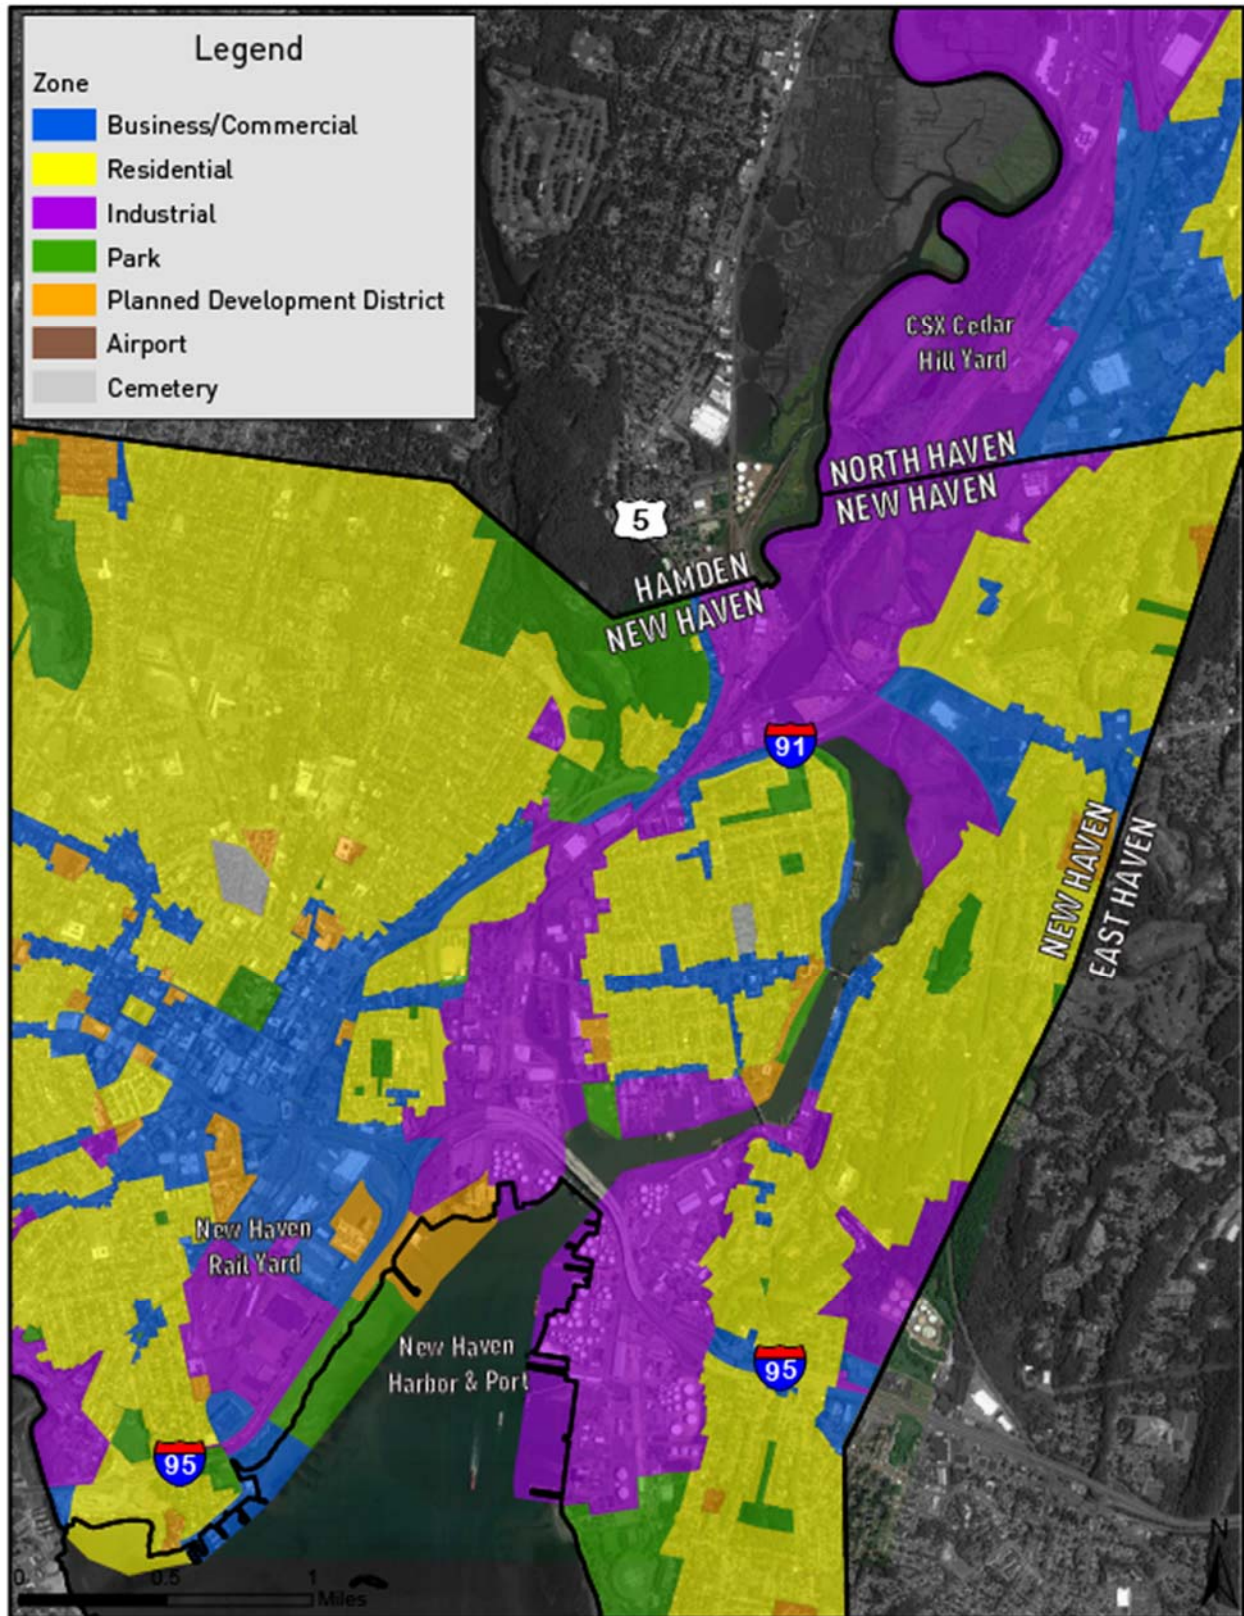 Legend
Zone
Business/Commercial
Residential
Industrial
Park
Planned Development District
Airport
Cemetery
CSX Cedar
Hill Yard
NORTH HAVEN
NEW HAVEN
5
HAMDEN
NEW HAVEN
91
NEW HAVEN
EAST HAVEN
New Haven
Rail Yard
New Haven
Harbor & Port
95
95
N
0 0.5 1
Miles